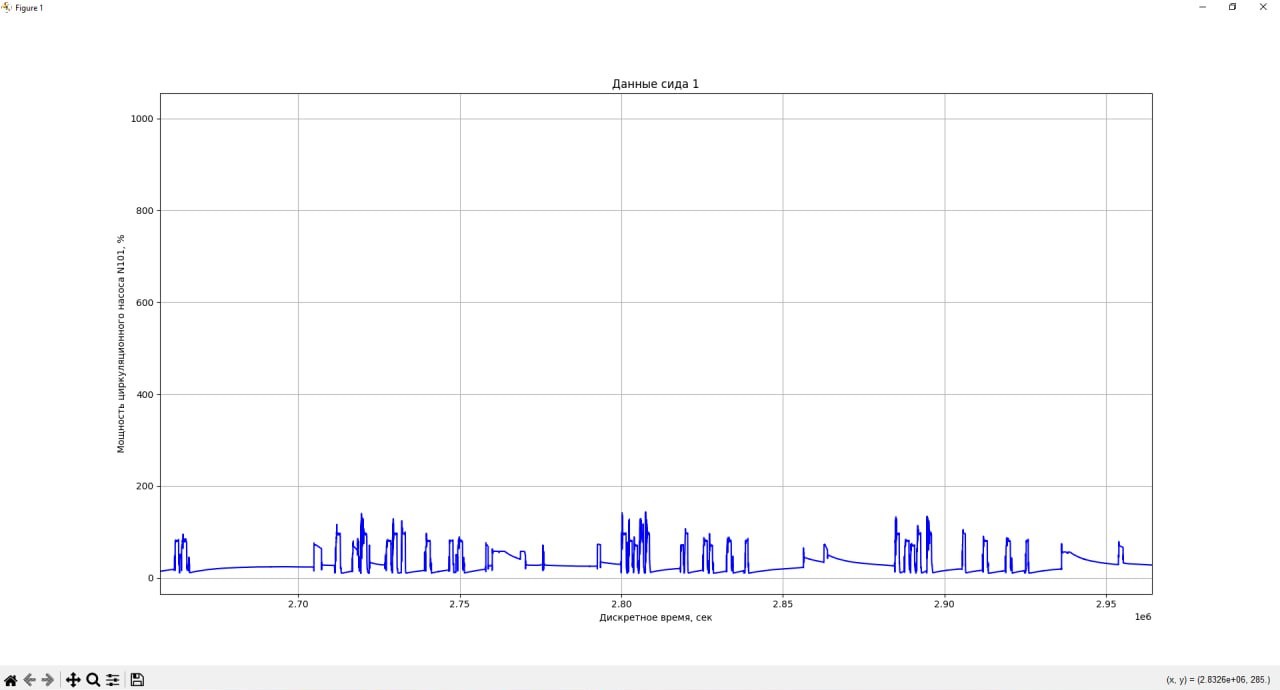 Figure 1
Данные сида 1
Мощность циркуляционного насоса N101, %
1000
800
600
400
200
0
2.70 2.75 2.80 2.85 2.90 2.95
1e6
Дискретное время, сек
(x, y) = (2.8326e+06, 285.)